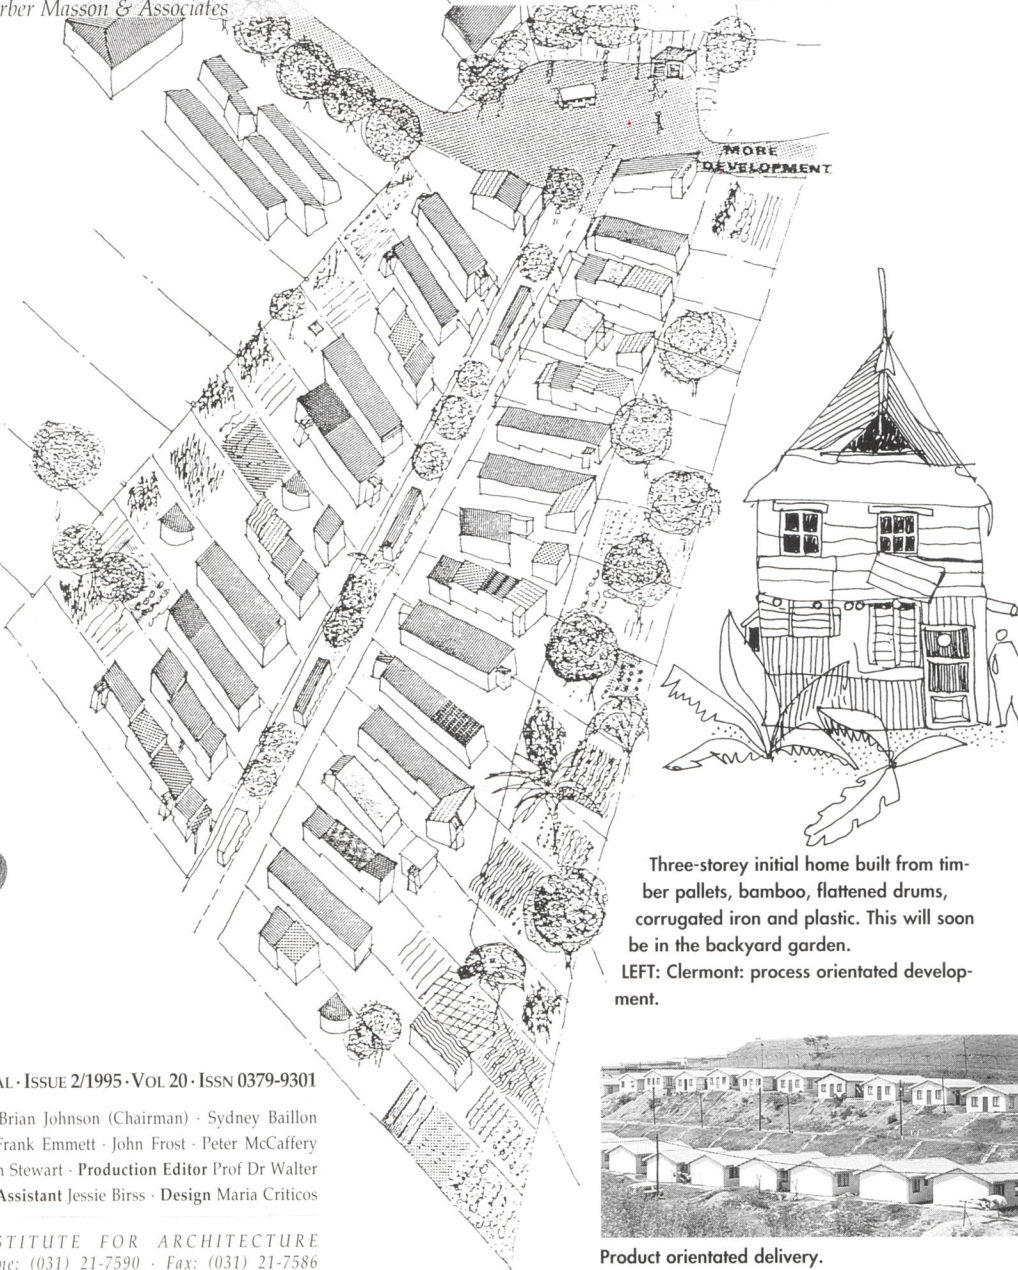 rber Masson & Associates
MORE
DEVELOPMENT
Three-storey initial home built from tim-
ber pallets, bamboo, flattened drums,
corrugated iron and plastic. This will soon
be in the backyard garden.
LEFT: Clermont: process orientated develop-
ment.
AL · ISSUE 2/1995 · VOL 20 · ISSN 0379-9301
Brian Johnson (Chairman) · Sydney Baillon
Frank Emmett · John Frost · Peter McCaffery
n Stewart · Production Editor Prof Dr Walter
Assistant Jessie Birss · Design Maria Criticos
STITUTE FOR ARCHITECTURE
ne: (031) 21-7590 · Fax: (031) 21-7586
Product orientated delivery.